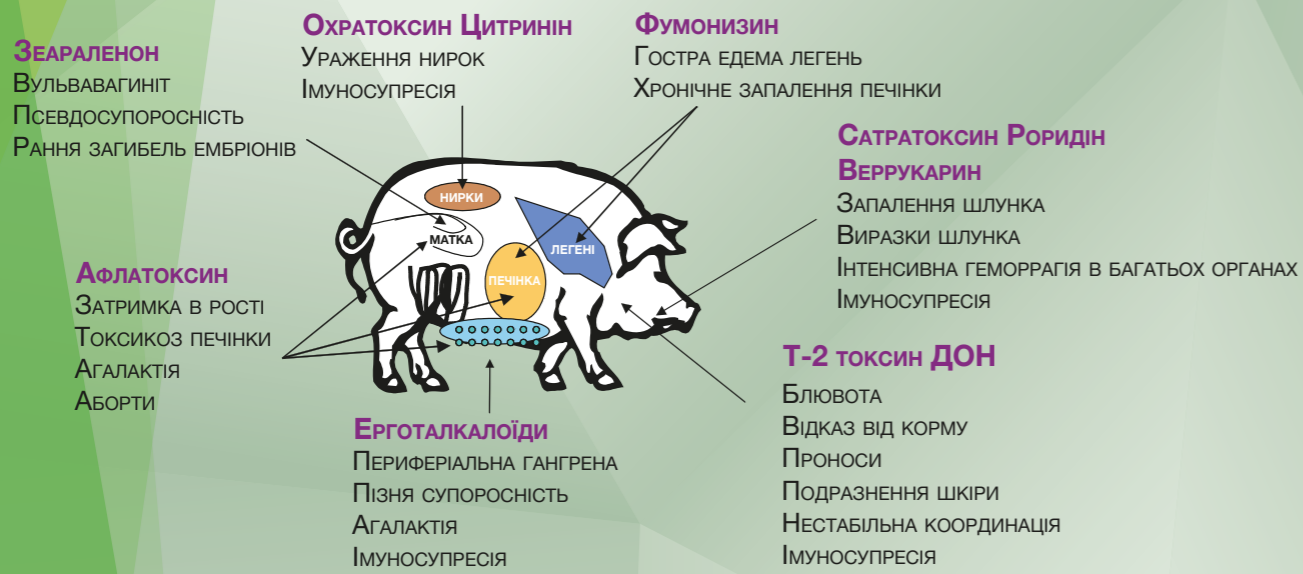 Зеараленон
Вульвавагиніт
Псевдосупоросність
Рання загибель ембріонів
Охратоксин Цитринін
Ураження нирок
Імуносупресія
Фумонизин
Гостра едема легень
Хронічне запалення печінки
Сатратоксин Роридін
Веррукарин
Запалення шлунка
Виразки шлунка
Інтенсивна геморрагія в багатьох органах
Імуносупресія
НИРКИ
МАТКА
ЛЕГЕНІ
ПЕЧІНКА
Афлатоксин
Затримка в рості
Токсикоз печінки
Агалактія
Аборти
Ерготалкалоїди
Периферіальна гангрена
Пізня супоросність
Агалактія
Імуносупресія
Т-2 токсин ДОН
Блювота
Відказ від корму
Проноси
Подразнення шкіри
Нестабільна координація
Імуносупресія